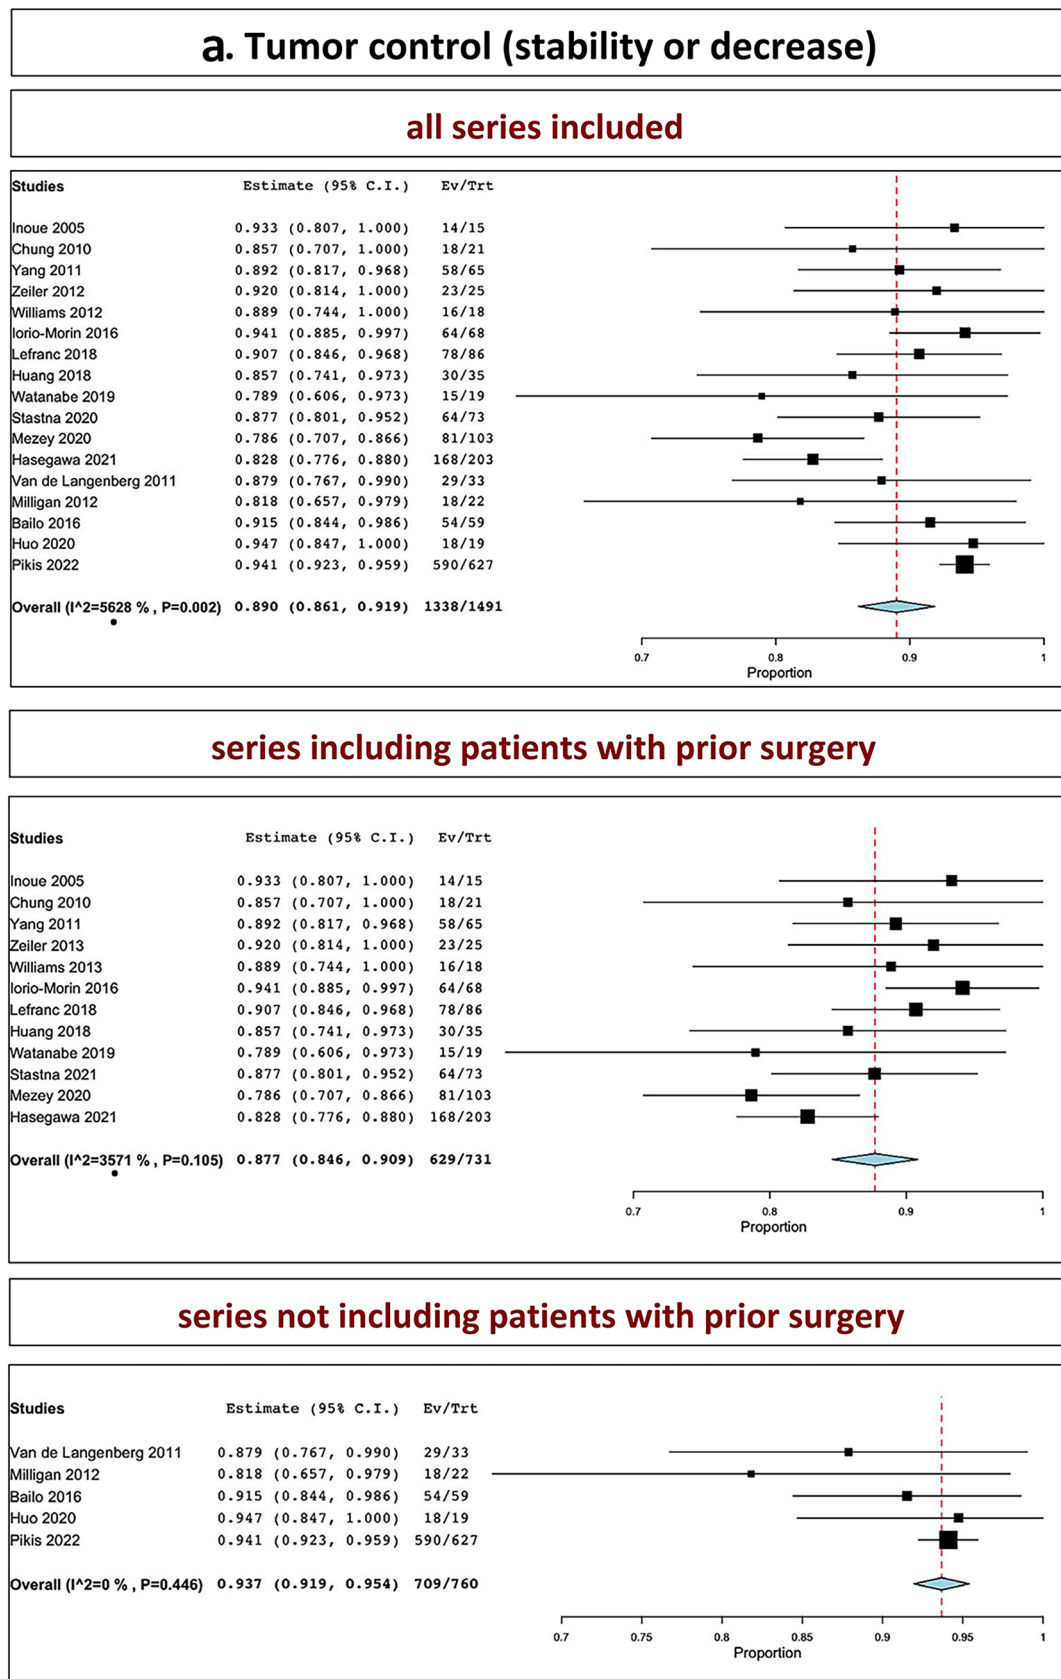 a. Tumor control (stability or decrease)
all series included
Studies Estimate (95% C.I.) Ev/Trt
Inoue 2005 0.933 (0.807, 1.000) 14/15
Chung 2010 0.857 (0.707, 1.000) 18/21
Yang 2011 0.892 (0.817, 0.968) 58/65
Zeiler 2012 0.920 (0.814, 1.000) 23/25
Williams 2012 0.889 (0.744, 1.000) 16/18
Iorio-Morin 2016 0.941 (0.885, 0.997) 64/68
Lefranc 2018 0.907 (0.846, 0.968) 78/86
Huang 2018 0.857 (0.741, 0.973) 30/35
Watanabe 2019 0.789 (0.606, 0.973) 15/19
Stastna 2020 0.877 (0.801, 0.952) 64/73
Mezey 2020 0.786 (0.707, 0.866) 81/103
Hasegawa 2021 0.828 (0.776, 0.880) 168/203
Van de Langenberg 2011 0.879 (0.767, 0.990) 29/33
Milligan 2012 0.818 (0.657, 0.979) 18/22
Bailo 2016 0.915 (0.844, 0.986) 54/59
Huo 2020 0.947 (0.847, 1.000) 18/19
Pikis 2022 0.941 (0.923, 0.959) 590/627
Overall (I^2=5628 % , P=0.002) 0.890 (0.861, 0.919) 1338/1491
0.7 0.8 0.9 1
Proportion
series including patients with prior surgery
Studies Estimate (95% C.I.) Ev/Trt
Inoue 2005 0.933 (0.807, 1.000) 14/15
Chung 2010 0.857 (0.707, 1.000) 18/21
Yang 2011 0.892 (0.817, 0.968) 58/65
Zeiler 2013 0.920 (0.814, 1.000) 23/25
Williams 2013 0.889 (0.744, 1.000) 16/18
Iorio-Morin 2016 0.941 (0.885, 0.997) 64/68
Lefranc 2018 0.907 (0.846, 0.968) 78/86
Huang 2018 0.857 (0.741, 0.973) 30/35
Watanabe 2019 0.789 (0.606, 0.973) 15/19
Stastna 2021 0.877 (0.801, 0.952) 64/73
Mezey 2020 0.786 (0.707, 0.866) 81/103
Hasegawa 2021 0.828 (0.776, 0.880) 168/203
Overall (I^2=3571 % , P=0.105) 0.877 (0.846, 0.909) 629/731
0.7 0.8 0.9 1
Proportion
series not including patients with prior surgery
Studies Estimate (95% C.I.) Ev/Trt
Van de Langenberg 2011 0.879 (0.767, 0.990) 29/33
Milligan 2012 0.818 (0.657, 0.979) 18/22
Bailo 2016 0.915 (0.844, 0.986) 54/59
Huo 2020 0.947 (0.847, 1.000) 18/19
Pikis 2022 0.941 (0.923, 0.959) 590/627
Overall (I^2=0 % , P=0.446) 0.937 (0.919, 0.954) 709/760
0.7 0.75 0.8 0.85 0.9 0.95 1
Proportion